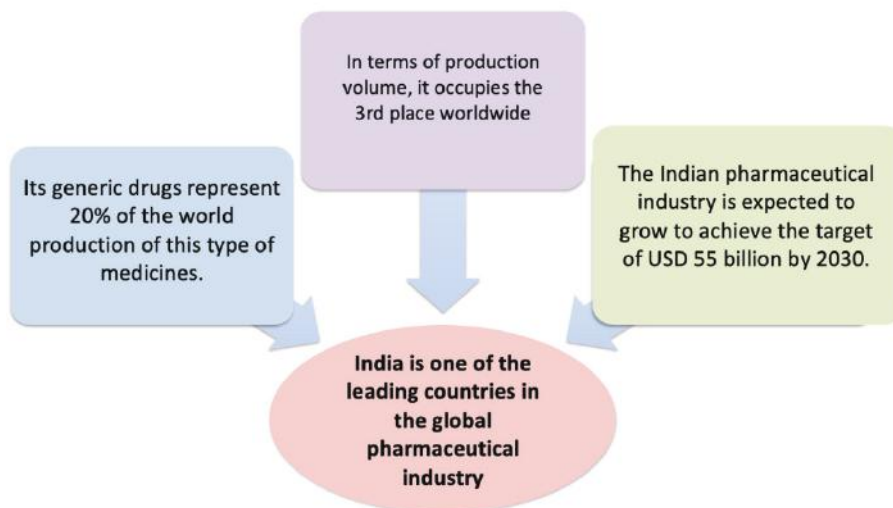 In terms of production
volume, it occupies the
3rd place worldwide
Its generic drugs represent
20% of the world
production of this type of
medicines.
The Indian pharmaceutical
industry is expected to
grow to achieve the target
of USD 55 billion by 2030.
India is one of the
leading countries in
the global
pharmaceutical
industry